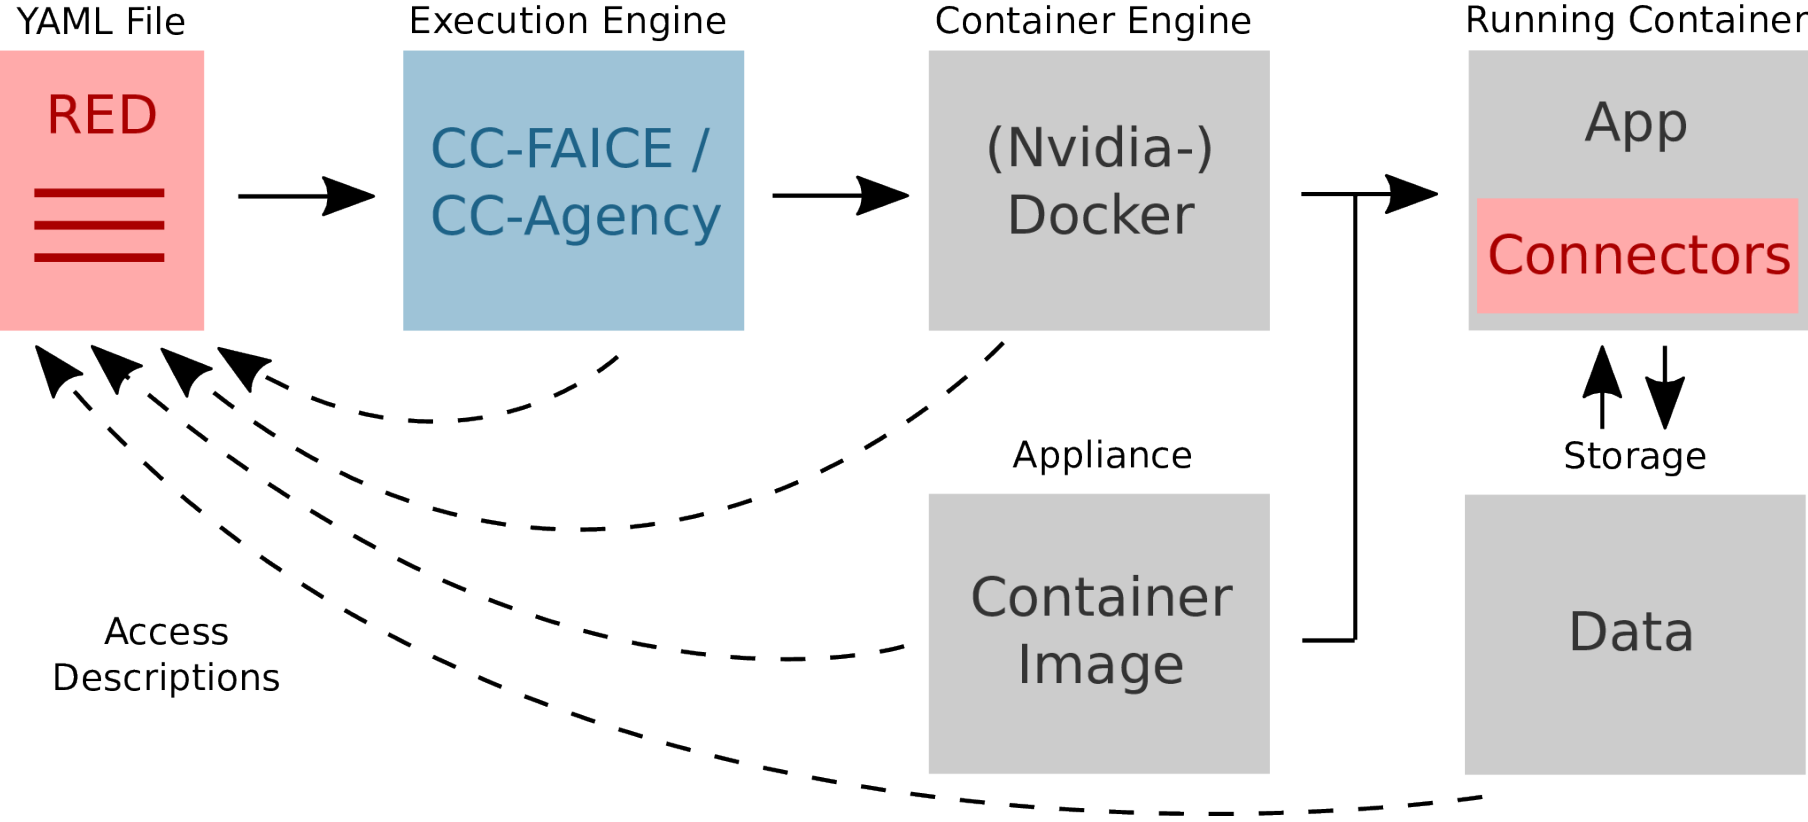 YAML File
Execution Engine
Container Engine
Running Container
RED
CC-FAICE /
CC-Agency
(Nvidia-)
Docker
App
Connectors
Appliance
Storage
Container
Image
Data
Access
Descriptions